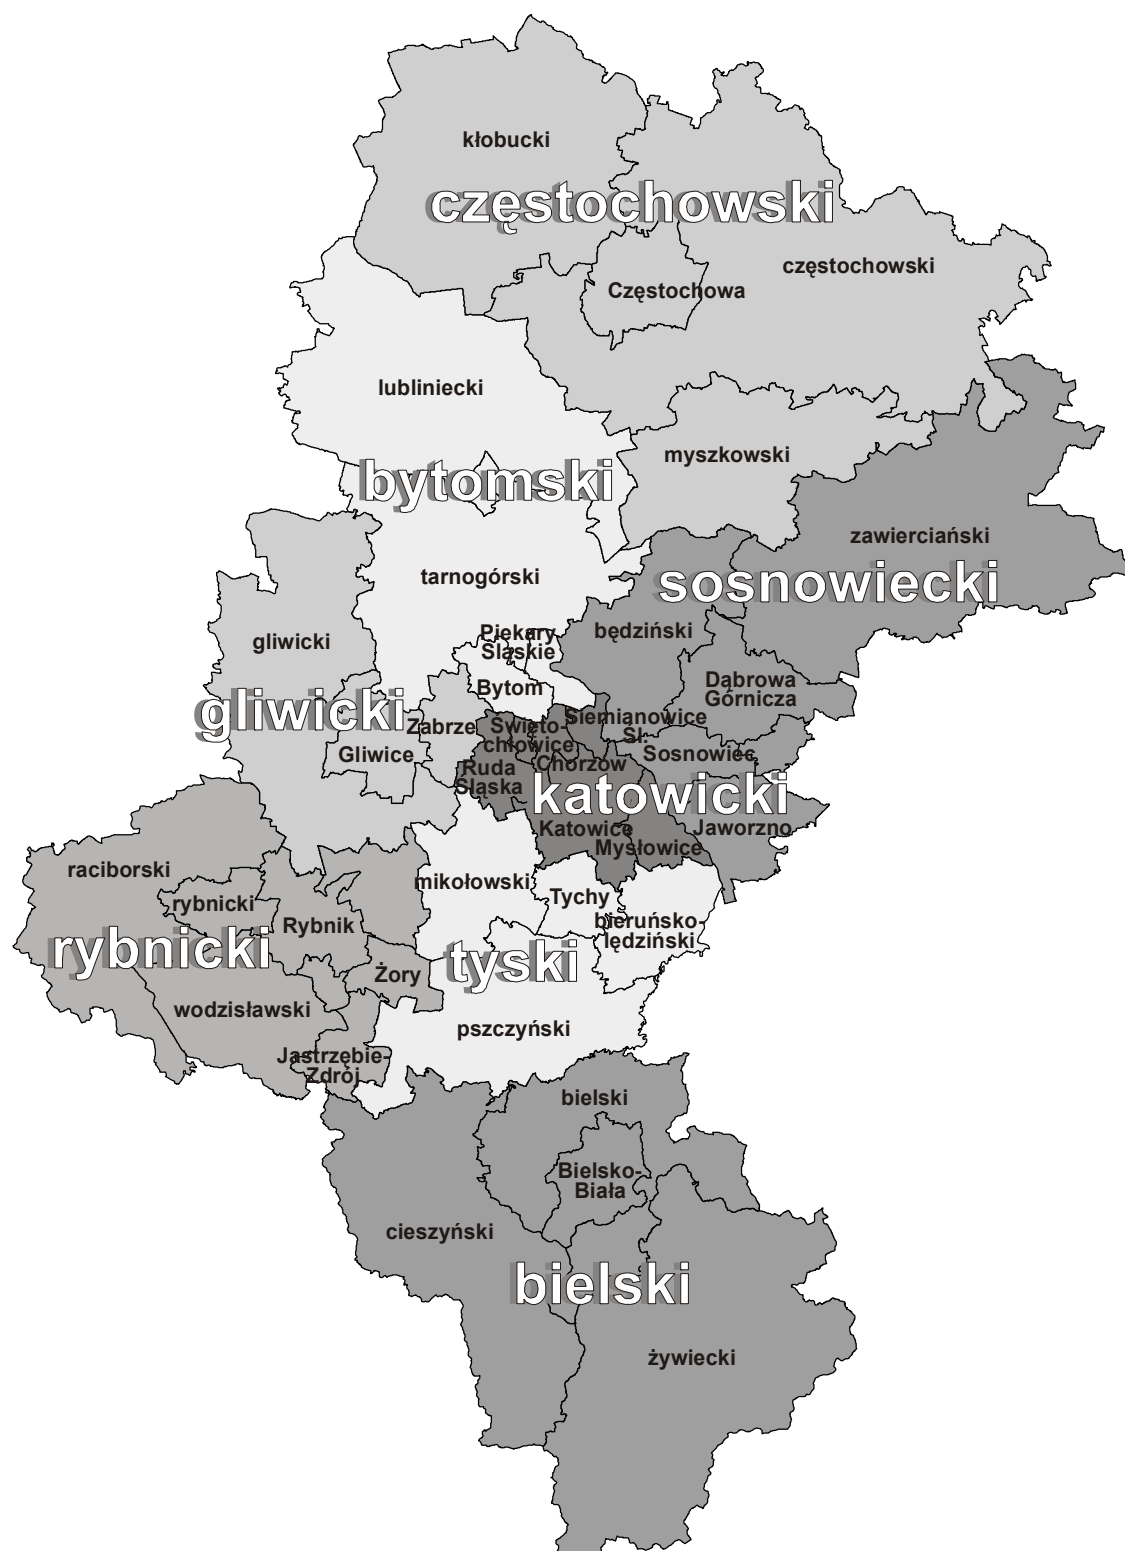 kłobucki
częstochowski
częstochowski
Częstochowa
lubliniecki
myszkowski
bytomski
zawierciański
tarnogórski
sosnowiecki
będziński
Piekary
Śląskie
gliwicki
Dąbrowa
Górnicza
Bytom
gliwicki
Siemianowice
Śl.
Zabrze
Święto-
chłowice
Gliwice
Sosnowiec
Chorzów
Ruda
Śląska
katowicki
Katowice
Jaworzno
Mysłowice
raciborski
mikołowski
Tychy
rybnicki
Rybnik
bieruńsko-
lędziński
rybnicki
tyski
Żory
wodzisławski
pszczyński
Jastrzębie-
Zdrój
bielski
Bielsko-
Biała
cieszyński
bielski
żywiecki